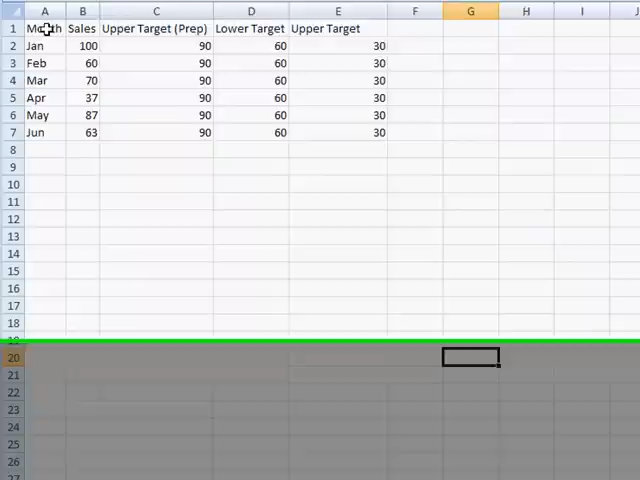 A B C D E F G H I J
1 Month Sales Upper Target (Prep) Lower Target Upper Target
2 Jan 100 90 60 30
3 Feb 60 90 60 30
4 Mar 70 90 60 30
5 Apr 37 90 60 30
6 May 87 90 60 30
7 Jun 63 90 60 30
8
9
10
11
12
13
14
15
16
17
18
20
21
22
23
24
25
26
27